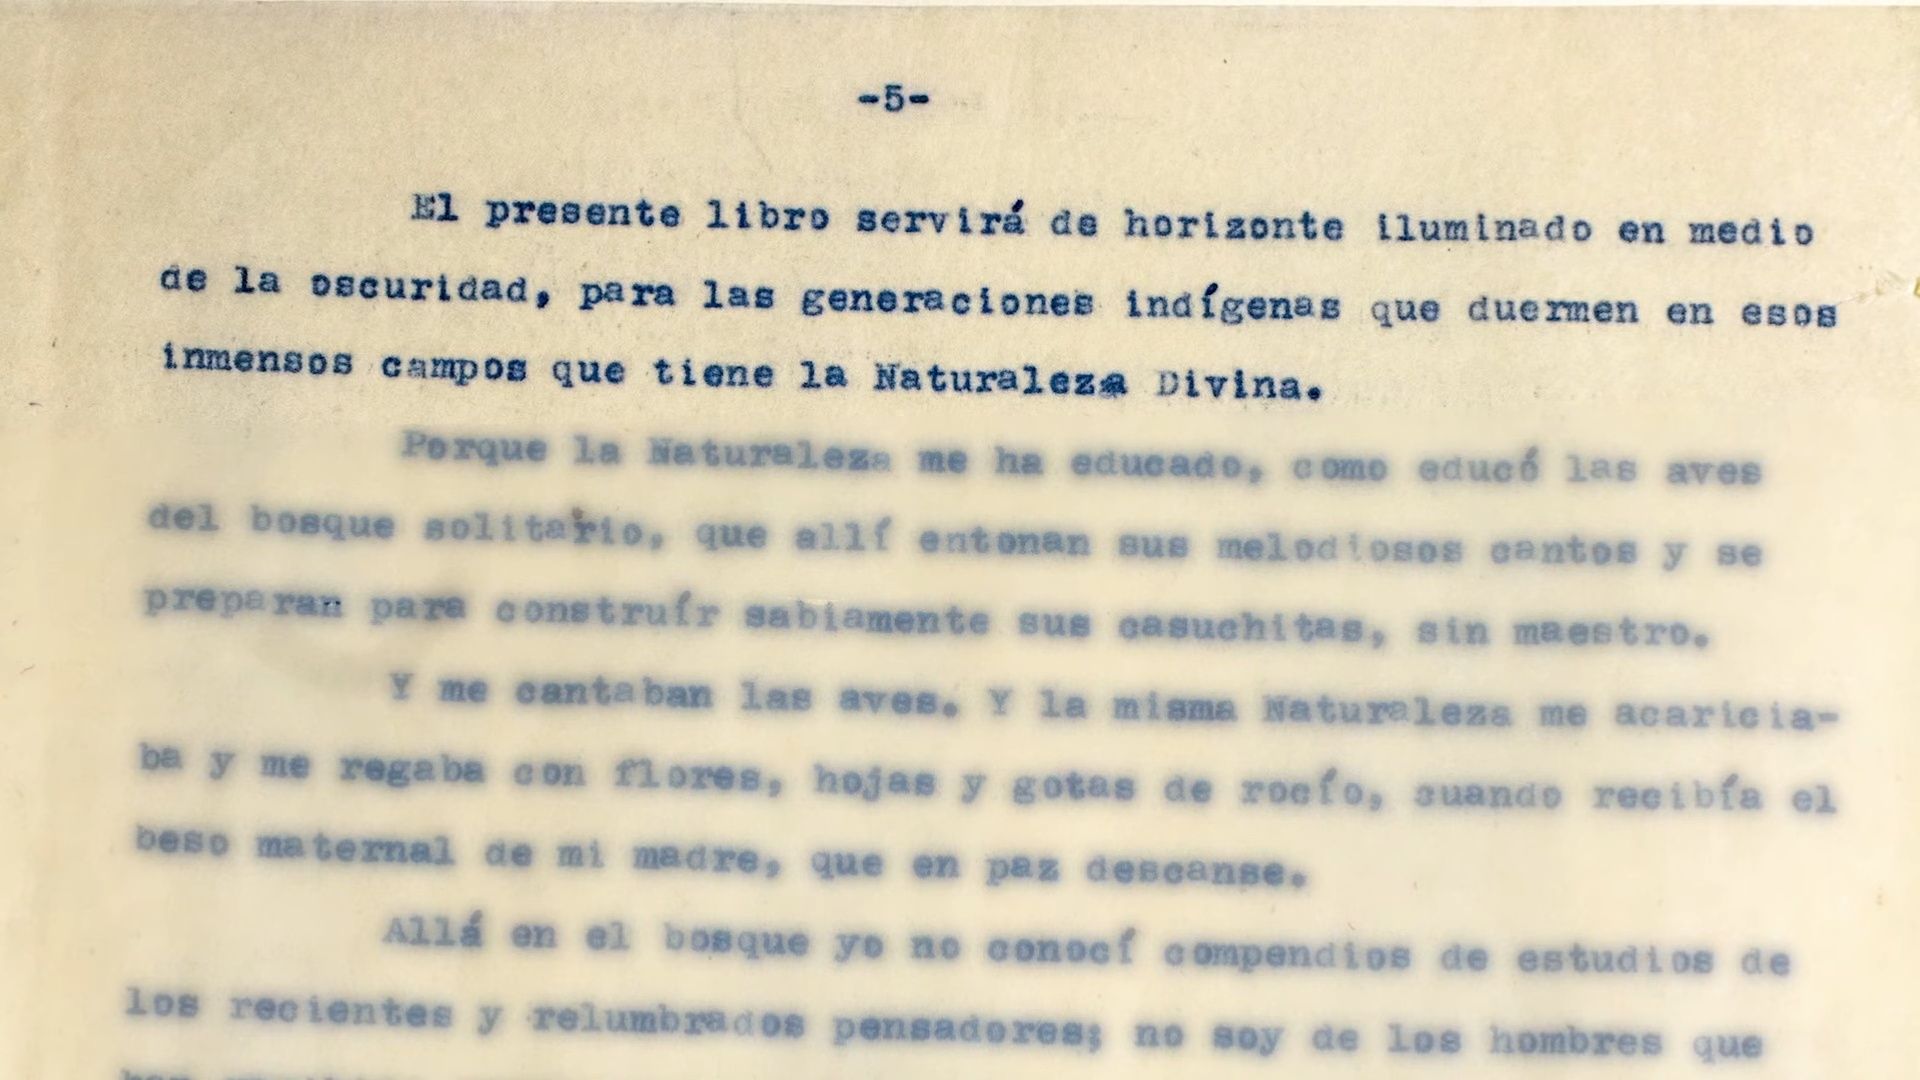 -5-
El presente libro servirá de horizonte iluminado en medio
de la oscuridad, para las generaciones indígenas que duermen en esos
inmensos campos que tiene la Naturaleza Divina.
Porque la Naturaleza me ha educado, como educó las aves
del bosque solitario, que allí entonan sus melodiosos cantos y se
preparan para construír sabiamente sus casuchitas, sin maestro.
Y me cantaban las aves. Y la misma Naturaleza me acaricia-
ba y me regaba con flores, hojas y gotas de rocío, cuando recibía el
beso maternal de mi madre, que en paz descanse.
Allá en el bosque yo no conocí compendios de estudios de
los recientes y relumbrados pensadores; no soy de los hombres que